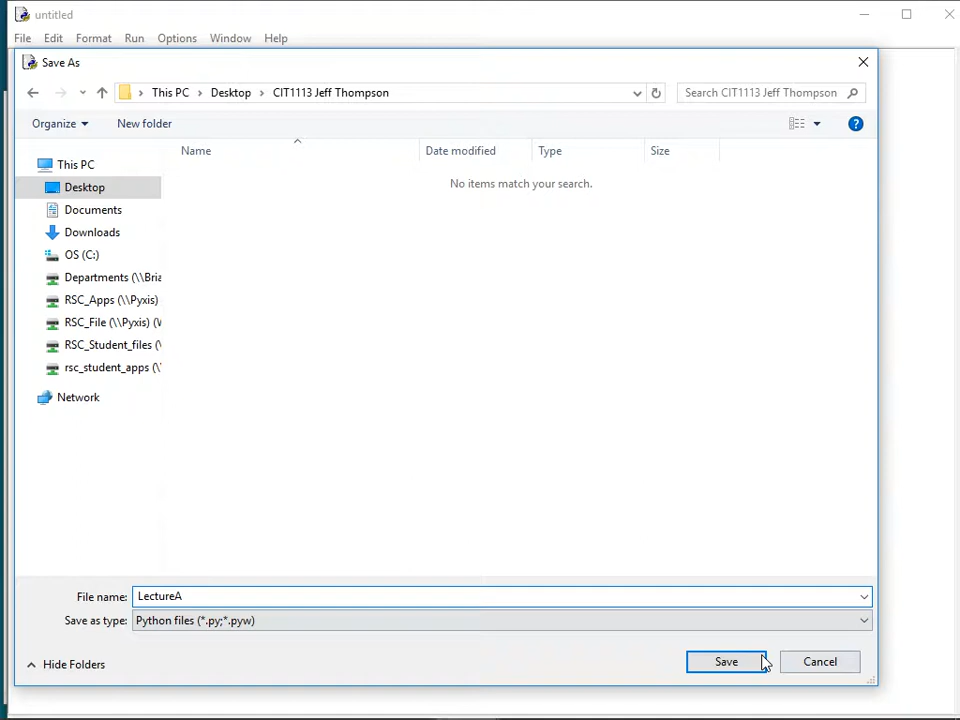 untitled
File Edit Format Run Options Window Help
Save As
This PC > Desktop > CIT1113 Jeff Thompson
Search CIT1113 Jeff Thompson
Organize New folder
Name Date modified Type Size
No items match your search.
This PC
Desktop
Documents
Downloads
OS (C:)
Departments (\\Bria
RSC_Apps (\\Pyxis)
RSC_File (\\Pyxis) (V
RSC_Student_files (\
rsc_student_apps (\
Network
File name: LectureA
Save as type: Python files (*.py;*.pyw)
Hide Folders
Save Cancel